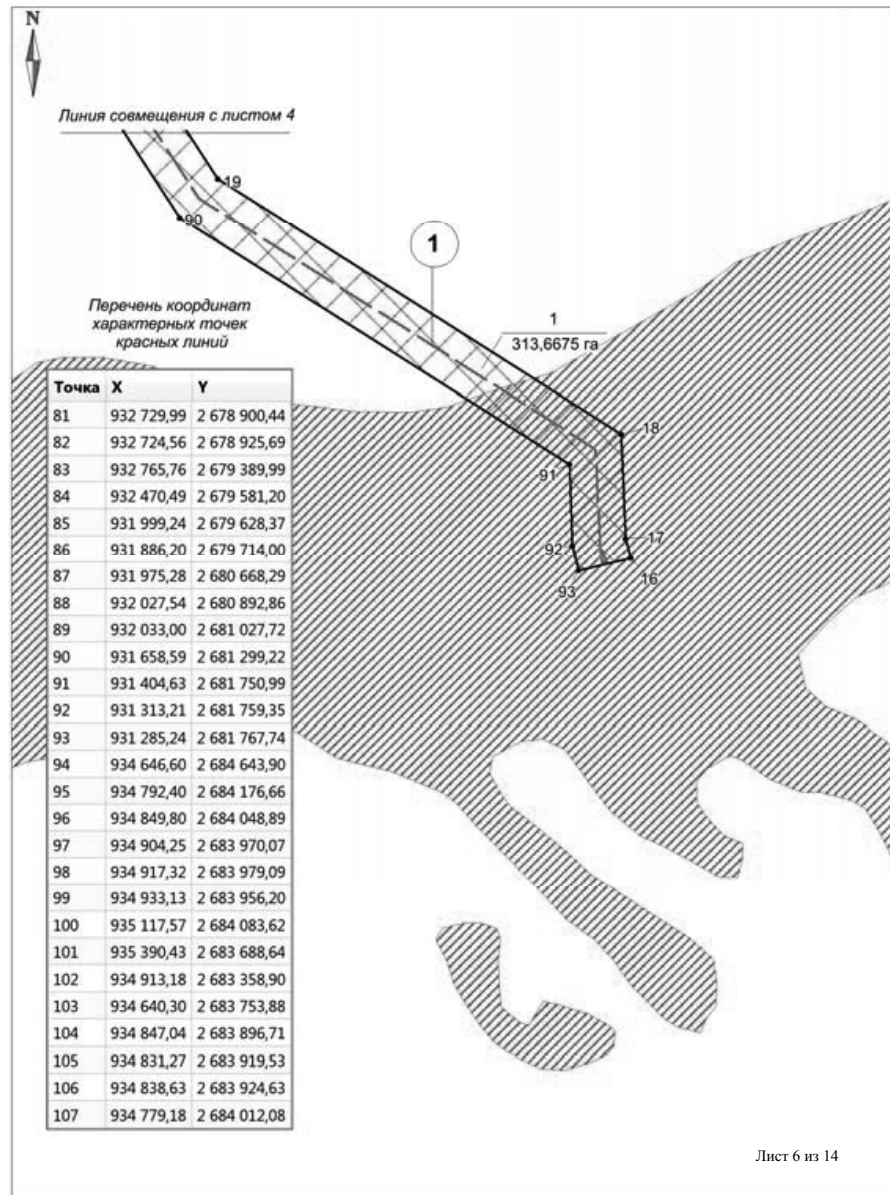 N
Линия совмещения с листом 4
19
90
1
Перечень координат
характерных точек
красных линий
1
313,6675 га
18
91
17
92
16
93
Точка X Y
81 932 729,99 2 678 900,44
82 932 724,56 2 678 925,69
83 932 765,76 2 679 389,99
84 932 470,49 2 679 581,20
85 931 999,24 2 679 628,37
86 931 886,20 2 679 714,00
87 931 975,28 2 680 668,29
88 932 027,54 2 680 892,86
89 932 033,00 2 681 027,72
90 931 658,59 2 681 299,22
91 931 404,63 2 681 750,99
92 931 313,21 2 681 759,35
93 931 285,24 2 681 767,74
94 934 646,60 2 684 643,90
95 934 792,40 2 684 176,66
96 934 849,80 2 684 048,89
97 934 904,25 2 683 970,07
98 934 917,32 2 683 979,09
99 934 933,13 2 683 956,20
100 935 117,57 2 684 083,62
101 935 390,43 2 683 688,64
102 934 913,18 2 683 358,90
103 934 640,30 2 683 753,88
104 934 847,04 2 683 896,71
105 934 831,27 2 683 919,53
106 934 838,63 2 683 924,63
107 934 779,18 2 684 012,08
Лист 6 из 14